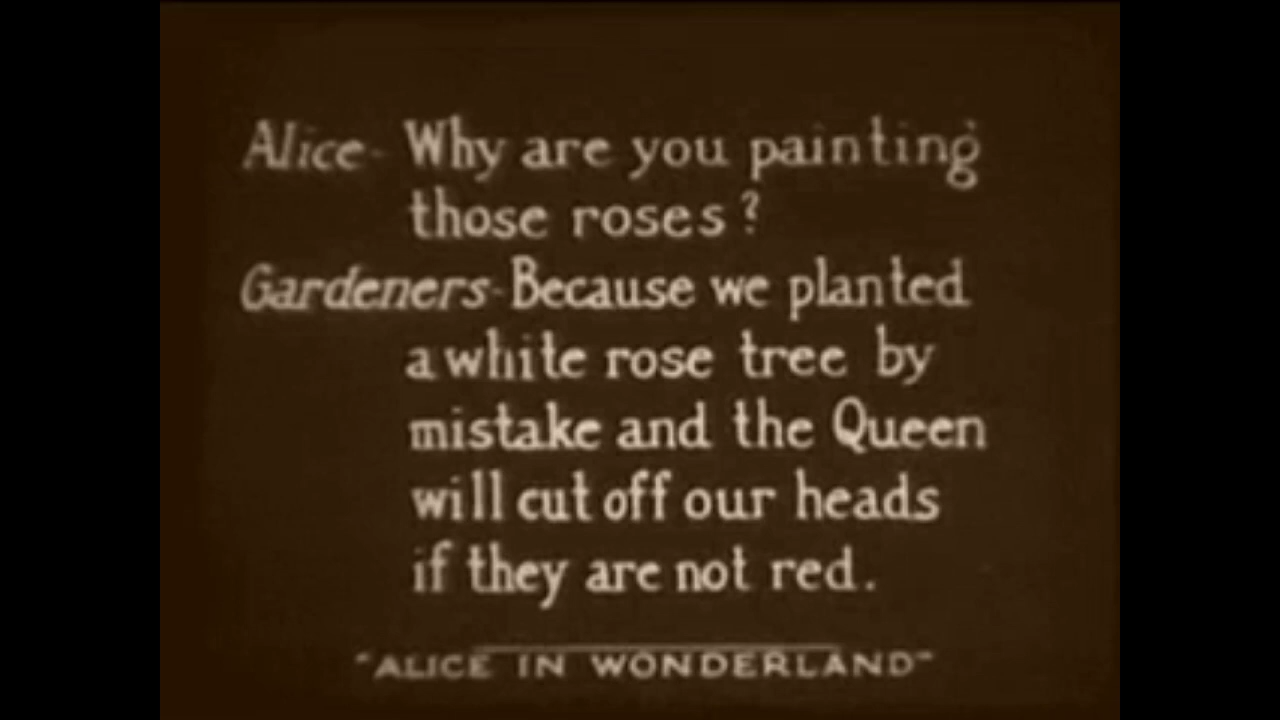 Alice- Why are you painting
those roses?
Gardeners- Because we planted
a white rose tree by
mistake and the Queen
will cut off our heads
if they are not red.
"ALICE IN WONDERLAND"